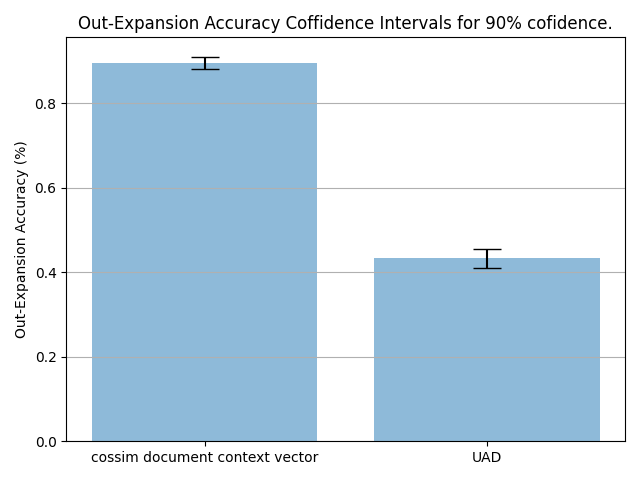 Out-Expansion Accuracy Coffidence Intervals for 90% cofidence.
Out-Expansion Accuracy (%)
0.8
0.6
0.4
0.2
0.0
cossim document context vector
UAD